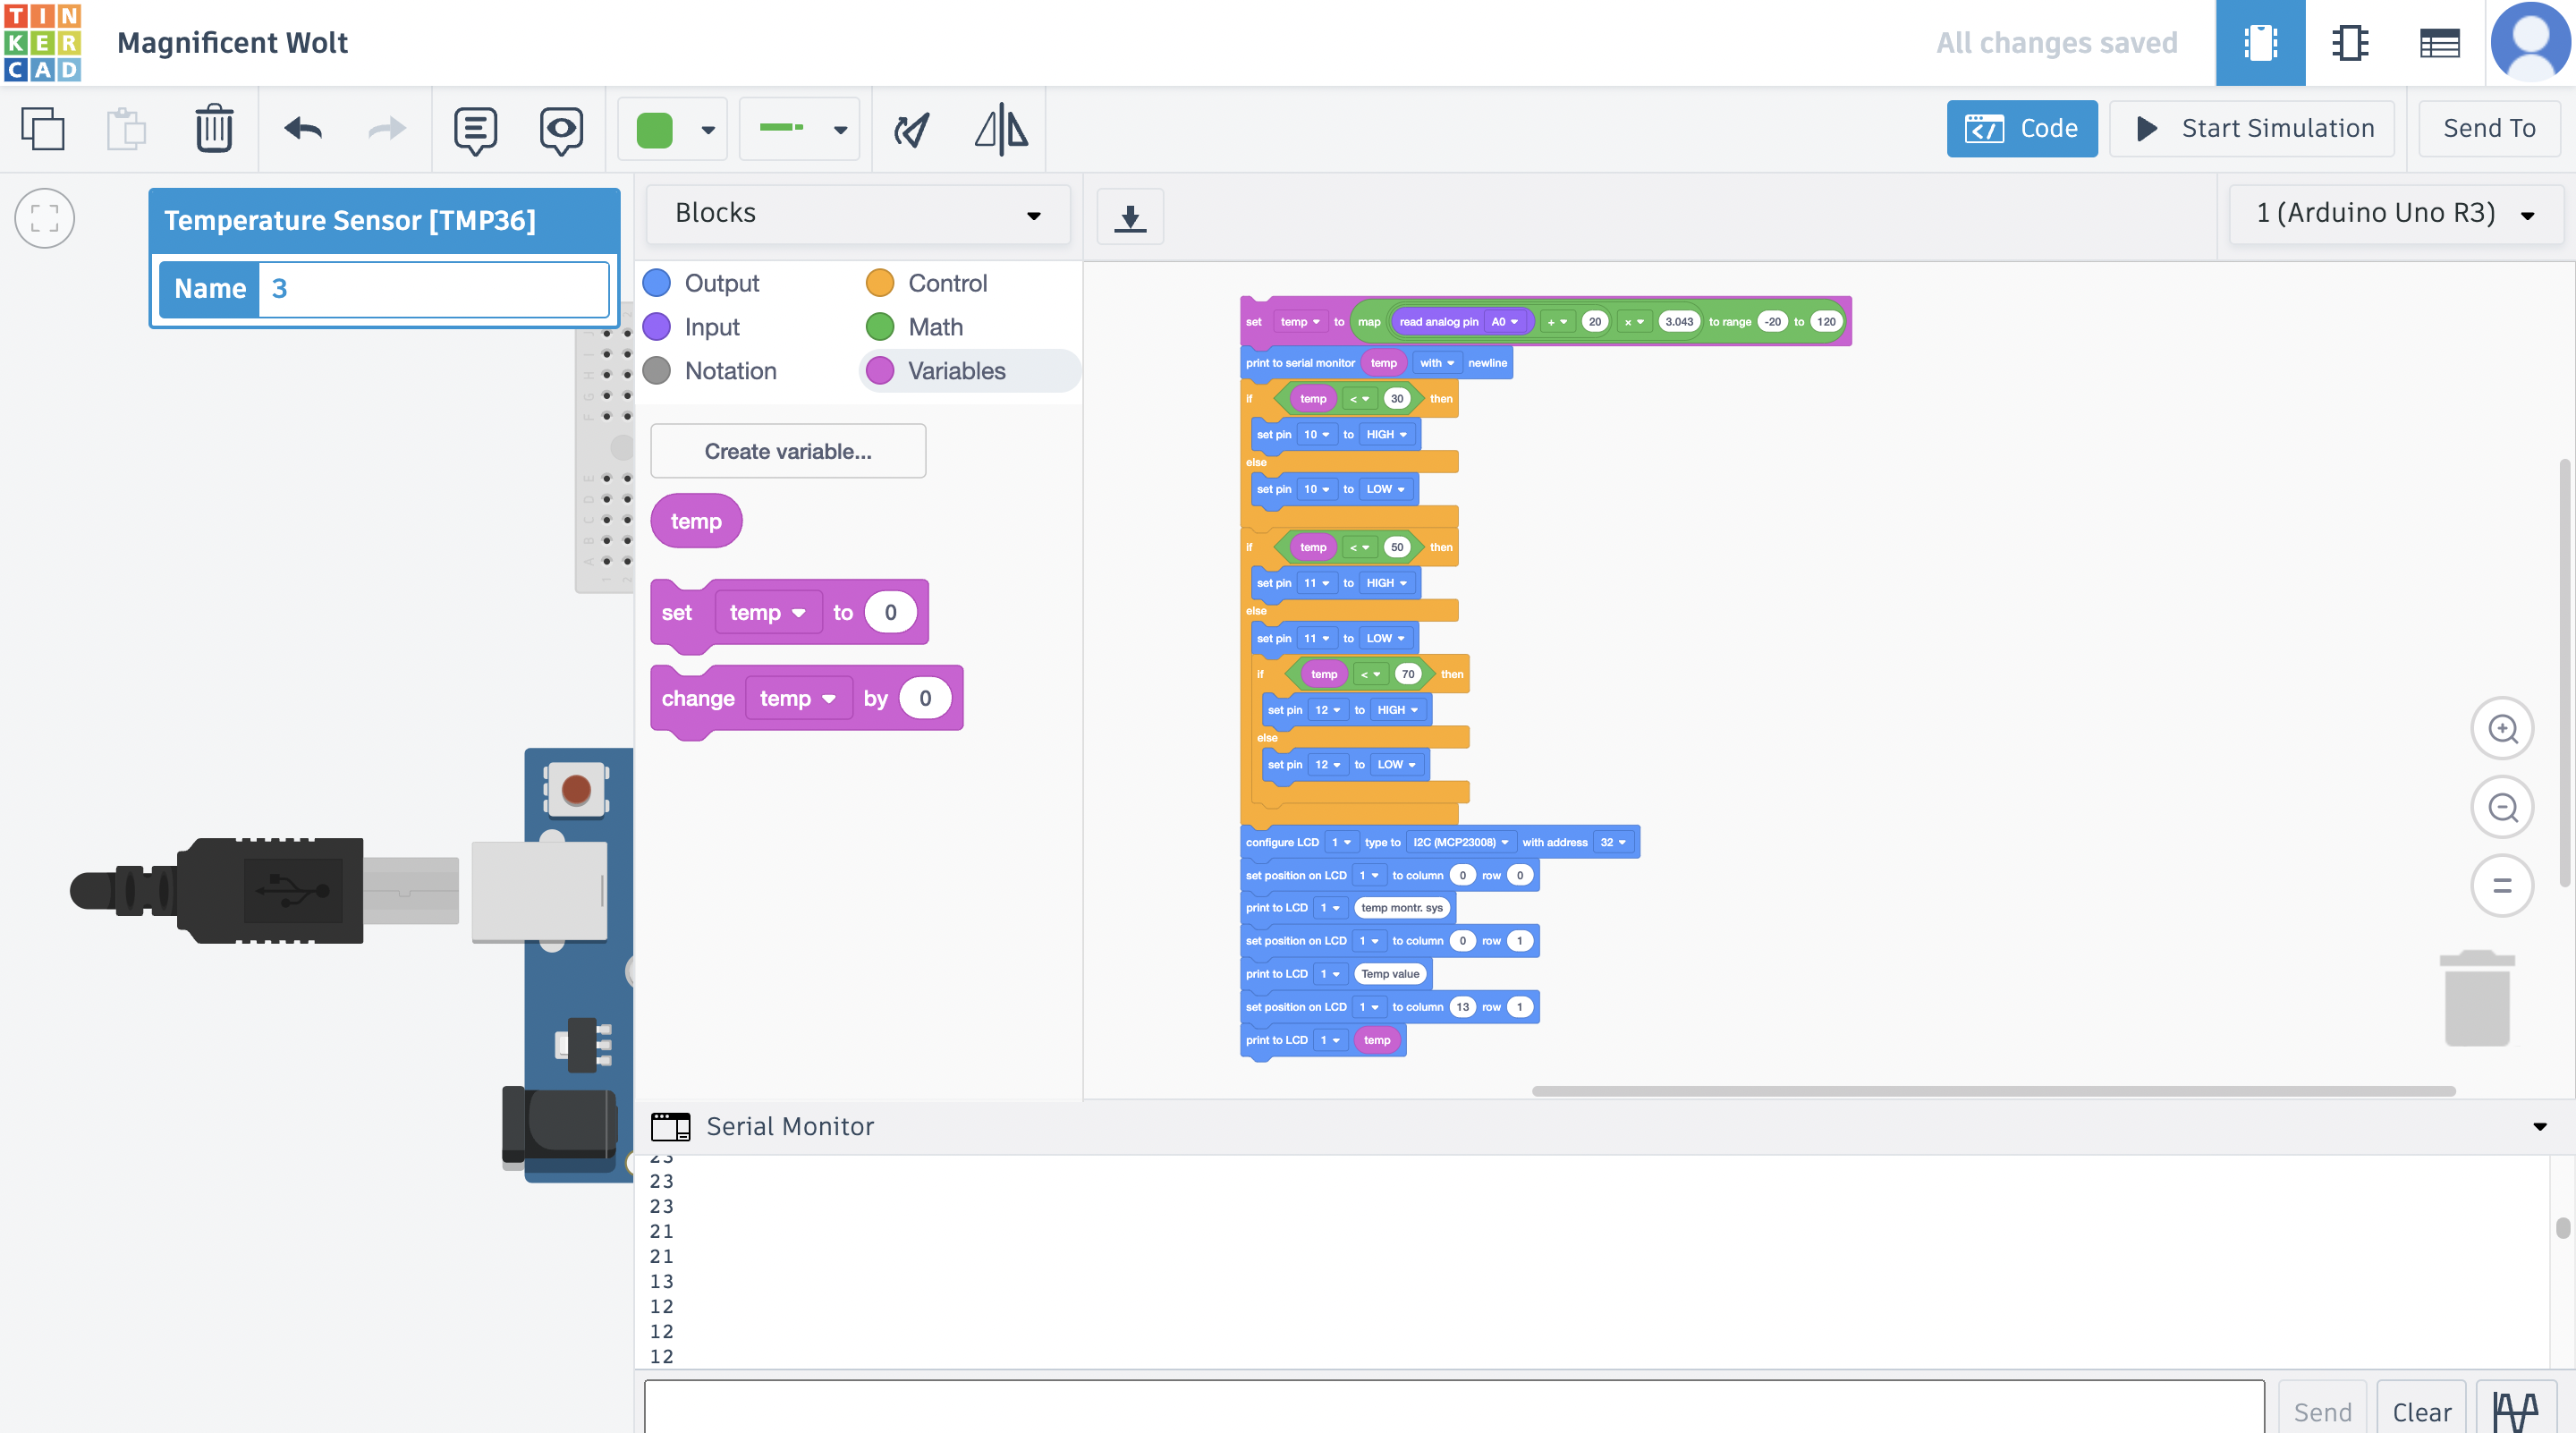 TIN
KER
CAD
Magnificent Wolt
All changes saved
Code
Start Simulation
Send To
Temperature Sensor [TMP36]
Name 3
Blocks
1 (Arduino Uno R3)
Output
Control
Input
Math
Notation
Variables
Create variable...
temp
set temp to 0
change temp by 0
set temp to map read analog pin A0 + 20 × 3.043 to range -20 to 120
print to serial monitor temp with newline
if temp < 30 then
set pin 10 to HIGH
else
set pin 10 to LOW
if temp < 50 then
set pin 11 to HIGH
else
set pin 11 to LOW
if temp < 70 then
set pin 12 to HIGH
else
set pin 12 to LOW
configure LCD 1 type to I2C (MCP23008) with address 32
set position on LCD 1 to column 0 row 0
print to LCD 1 temp montr. sys
set position on LCD 1 to column 0 row 1
print to LCD 1 Temp value
set position on LCD 1 to column 13 row 1
print to LCD 1 temp
H
G
F
E
D
C
B
A
1 2
Serial Monitor
23
23
23
21
21
13
12
12
12
Send
Clear